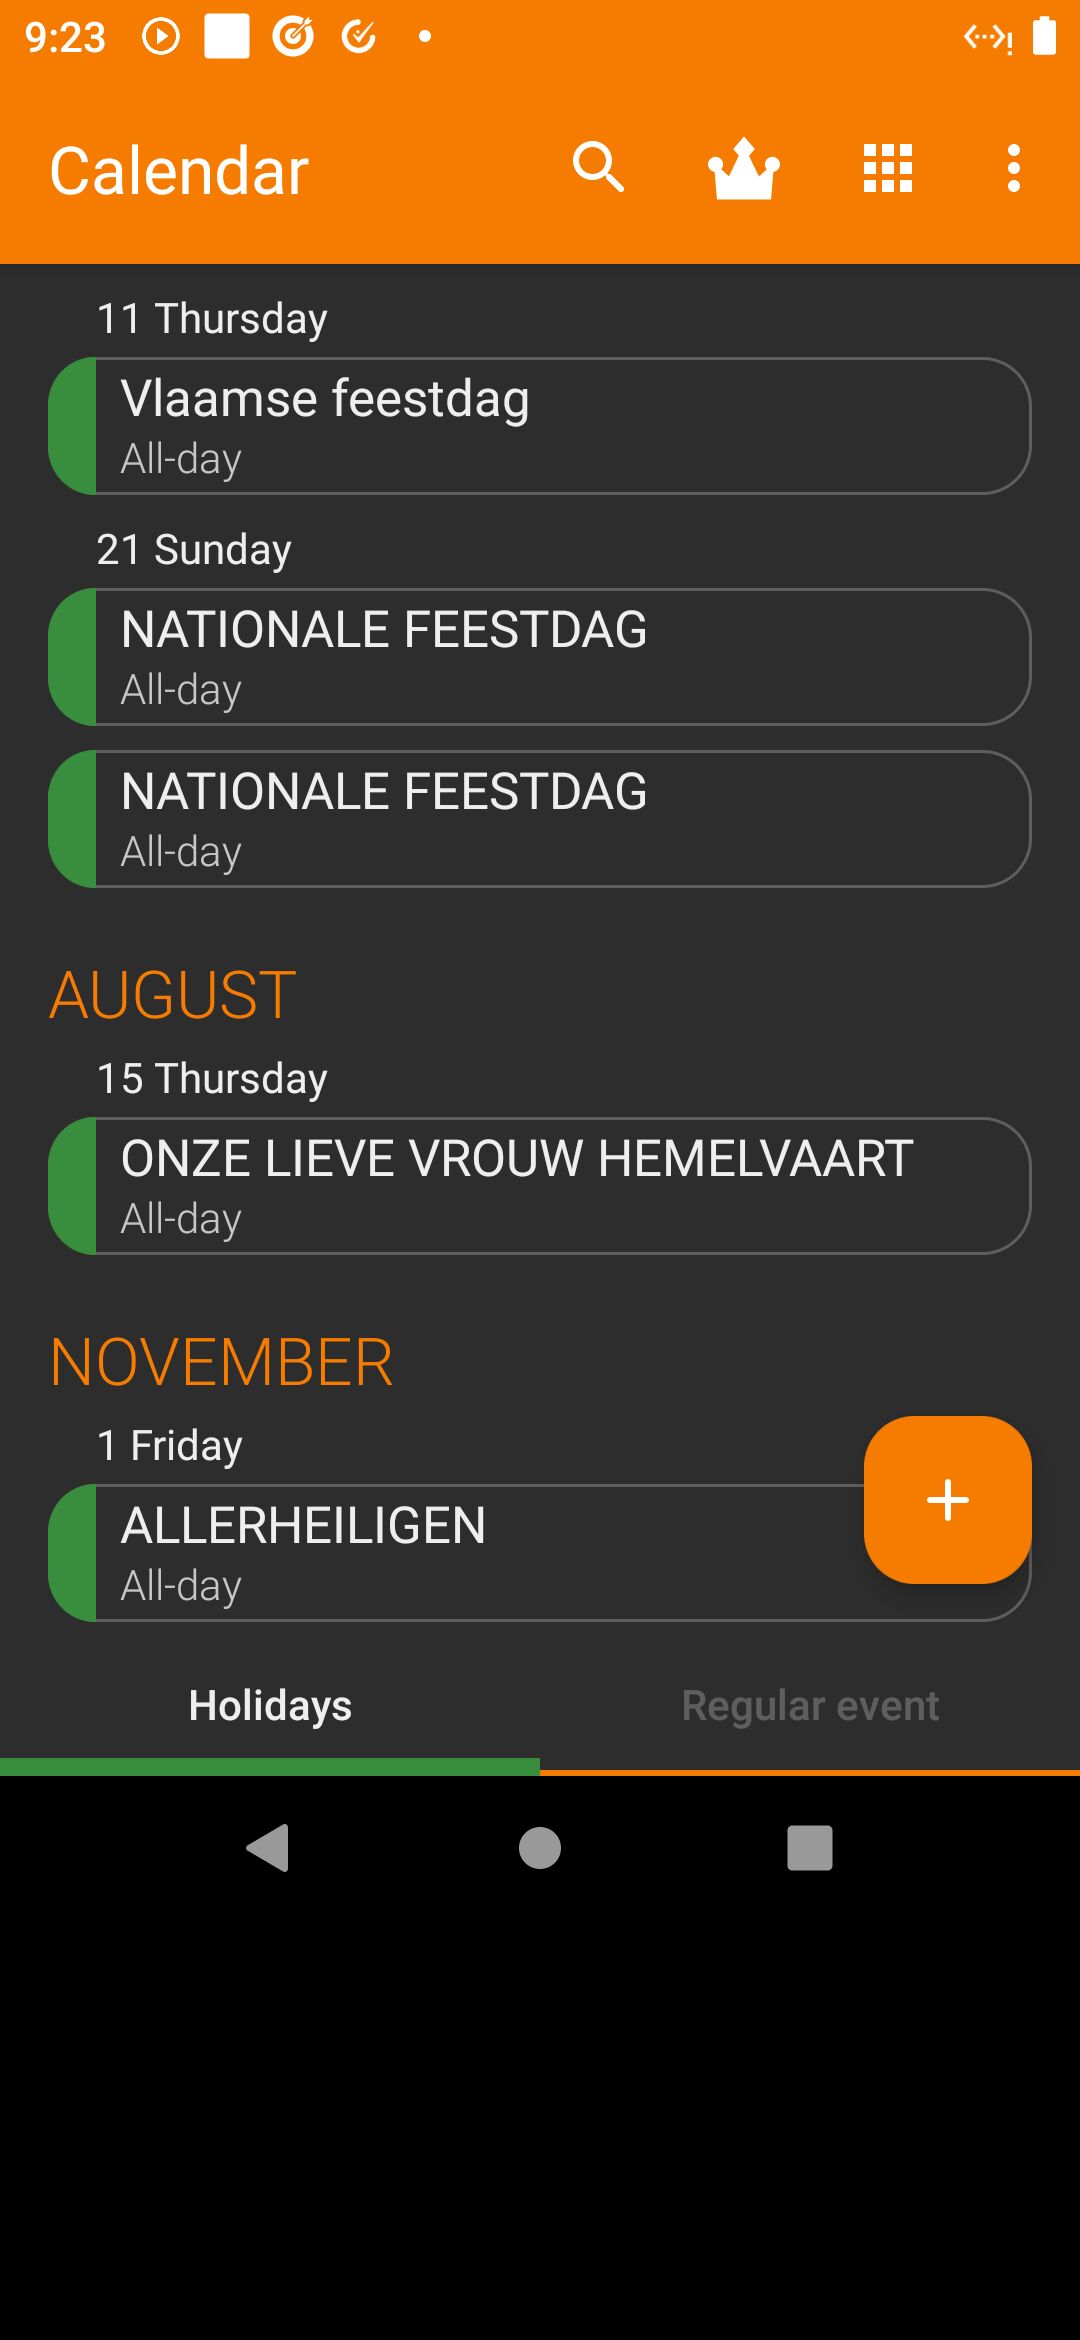 9:23
Calendar
11 Thursday
Vlaamse feestdag
All-day
21 Sunday
NATIONALE FEESTDAG
All-day
NATIONALE FEESTDAG
All-day
AUGUST
15 Thursday
ONZE LIEVE VROUW HEMELVAART
All-day
NOVEMBER
1 Friday
ALLERHEILIGEN
All-day
Holidays
Regular event